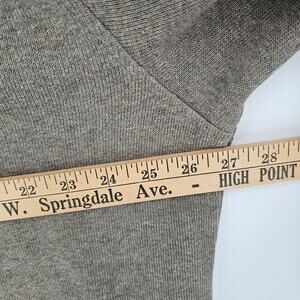 22 23 24 25 26 27 28
W. Springdale Ave. - HIGH POINT